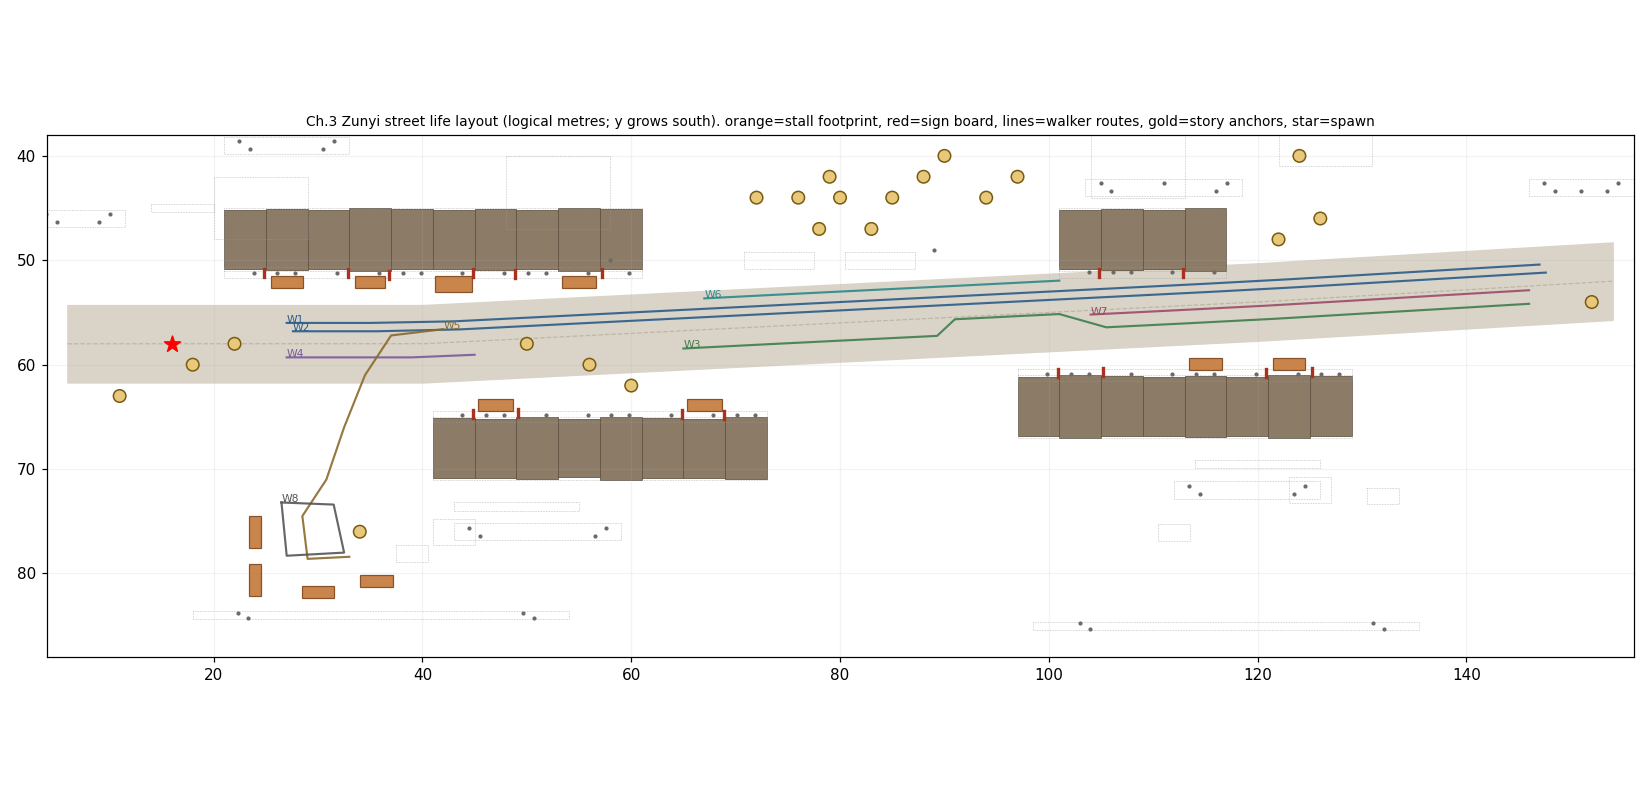 Ch.3 Zunyi street life layout (logical metres; y grows south). orange=stall footprint, red=sign board, lines=walker routes, gold=story anchors, star=spawn
40
50
60
70
80
W6
W1
W2
W5
W7
W3
W4
W8
20
40
60
80
100
120
140